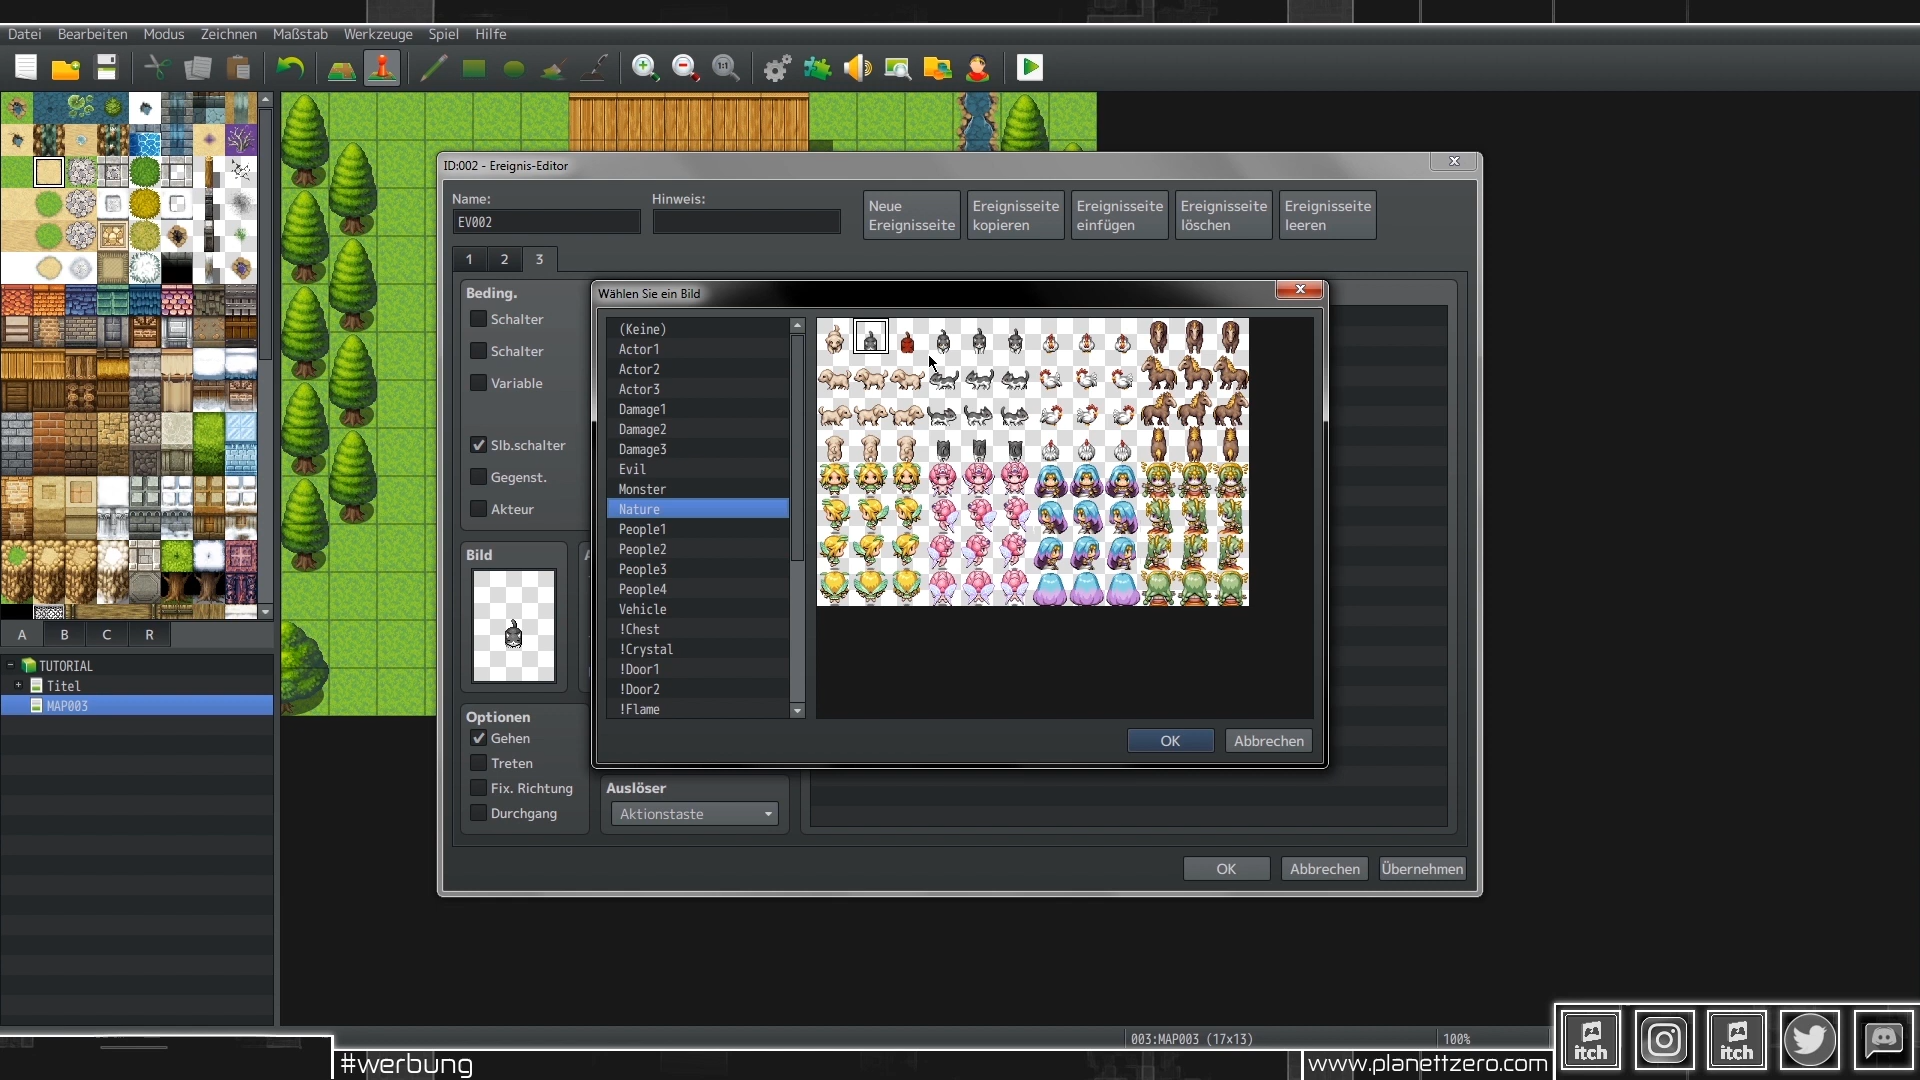 Datei Bearbeiten Modus Zeichnen Maßstab Werkzeuge Spiel Hilfe
1:1
ID:002 - Ereignis-Editor
Name:
Hinweis:
EV002
Neue
Ereignisseite
Ereignisseite
kopieren
Ereignisseite
einfügen
Ereignisseite
löschen
Ereignisseite
leeren
1 2 3
Beding.
Schalter
Schalter
Variable
Slb.schalter
Gegenst.
Akteur
Bild
Optionen
Gehen
Treten
Fix. Richtung
Durchgang
Auslöser
Aktionstaste
OK Abbrechen Übernehmen
Wählen Sie ein Bild
(Keine)
Actor1
Actor2
Actor3
Damage1
Damage2
Damage3
Evil
Monster
Nature
People1
People2
People3
People4
Vehicle
!Chest
!Crystal
!Door1
!Door2
!Flame
OK Abbrechen
A B C R
TUTORIAL
Titel
MAP003
003:MAP003 (17x13)
100%
#werbung
www.planettzero.com
itch
itch